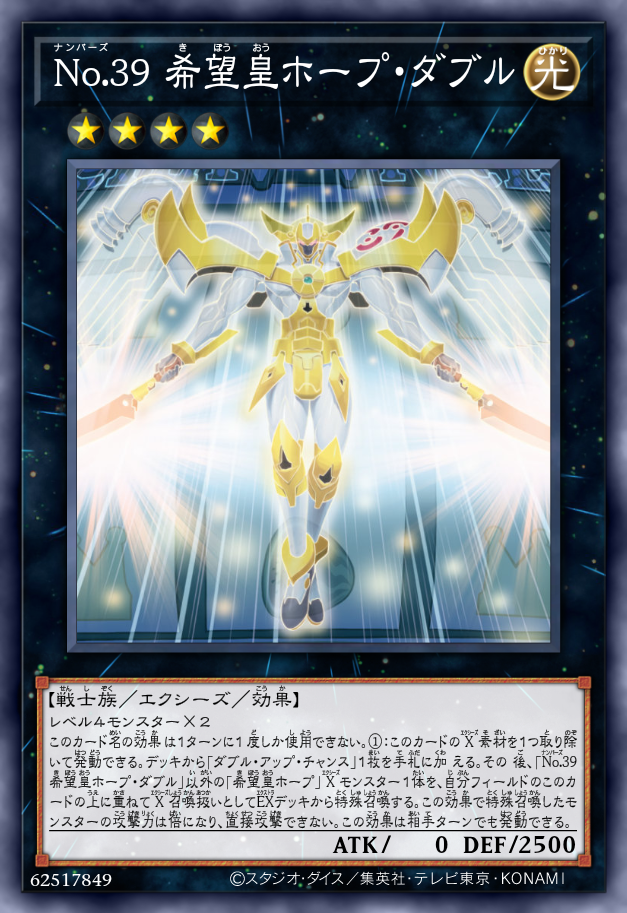 No.39 希望皇ホープ・ダブル 光
【戦士族／エクシーズ／効果】
レベル４モンスター×２
このカード名の効果は１ターンに１度しか使用できない。①：このカードのＸ素材を１つ取り除
いて発動できる。デッキから「ダブル・アップ・チャンス」１枚を手札に加える。その後、「No.39
希望皇ホープ・ダブル」以外の「希望皇ホープ」Ｘモンスター１体を、自分フィールドのこのカ
ードの上に重ねてＸ召喚扱いとしてEXデッキから特殊召喚する。この効果で特殊召喚した
モンスターの攻撃力は倍になり、直接攻撃できない。この効果は相手ターンでも発動できる。
ATK/ 0 DEF/2500
62517849 ©スタジオ・ダイス／集英社・テレビ東京・KONAMI